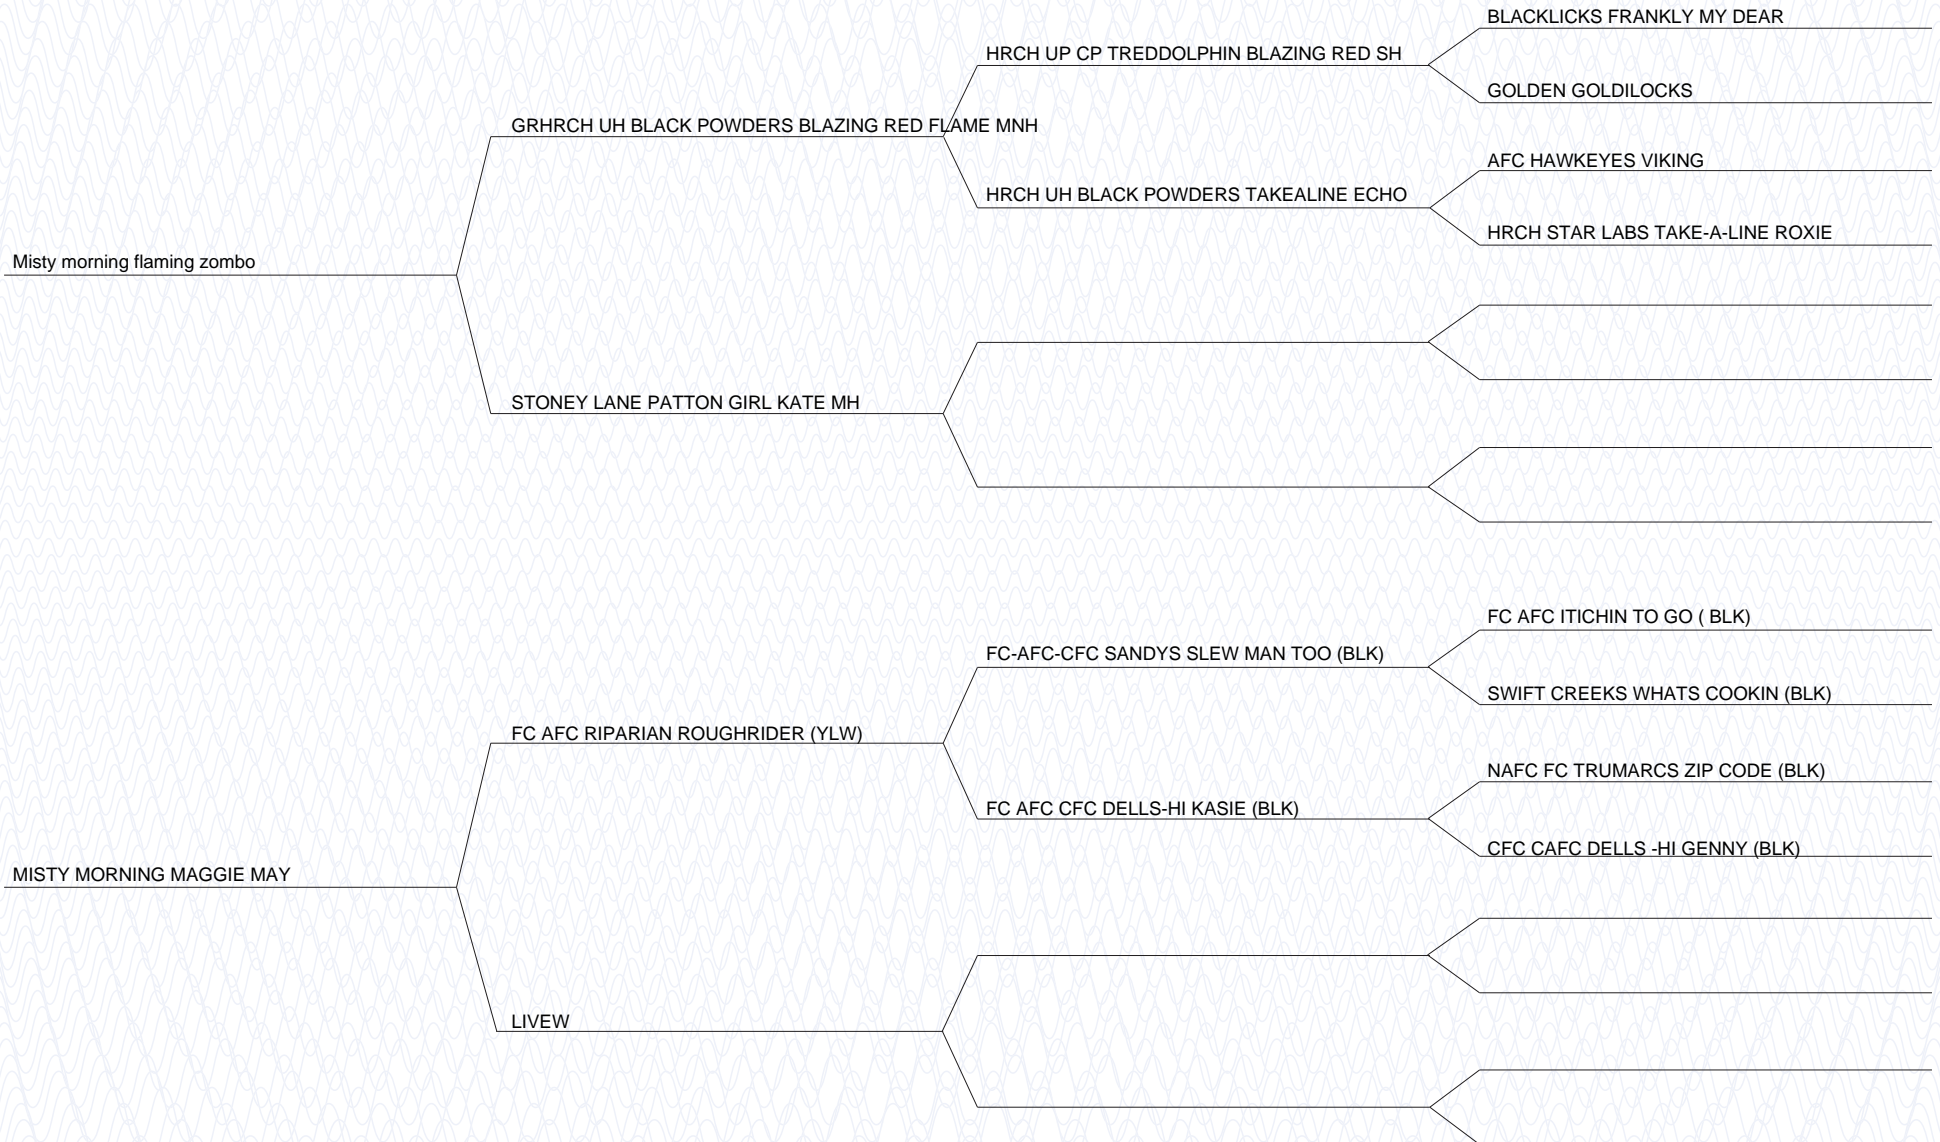 BLACKLICKS FRANKLY MY DEAR
HRCH UP CP TREDDOLPHIN BLAZING RED SH
GOLDEN GOLDILOCKS
GRHRCH UH BLACK POWDERS BLAZING RED FLAME MNH
AFC HAWKEYES VIKING
HRCH UH BLACK POWDERS TAKEALINE ECHO
HRCH STAR LABS TAKE-A-LINE ROXIE
Misty morning flaming zombo
STONEY LANE PATTON GIRL KATE MH
FC AFC ITICHIN TO GO ( BLK)
FC-AFC-CFC SANDYS SLEW MAN TOO (BLK)
SWIFT CREEKS WHATS COOKIN (BLK)
FC AFC RIPARIAN ROUGHRIDER (YLW)
NAFC FC TRUMARCS ZIP CODE (BLK)
FC AFC CFC DELLS-HI KASIE (BLK)
CFC CAFC DELLS -HI GENNY (BLK)
MISTY MORNING MAGGIE MAY
LIVEW